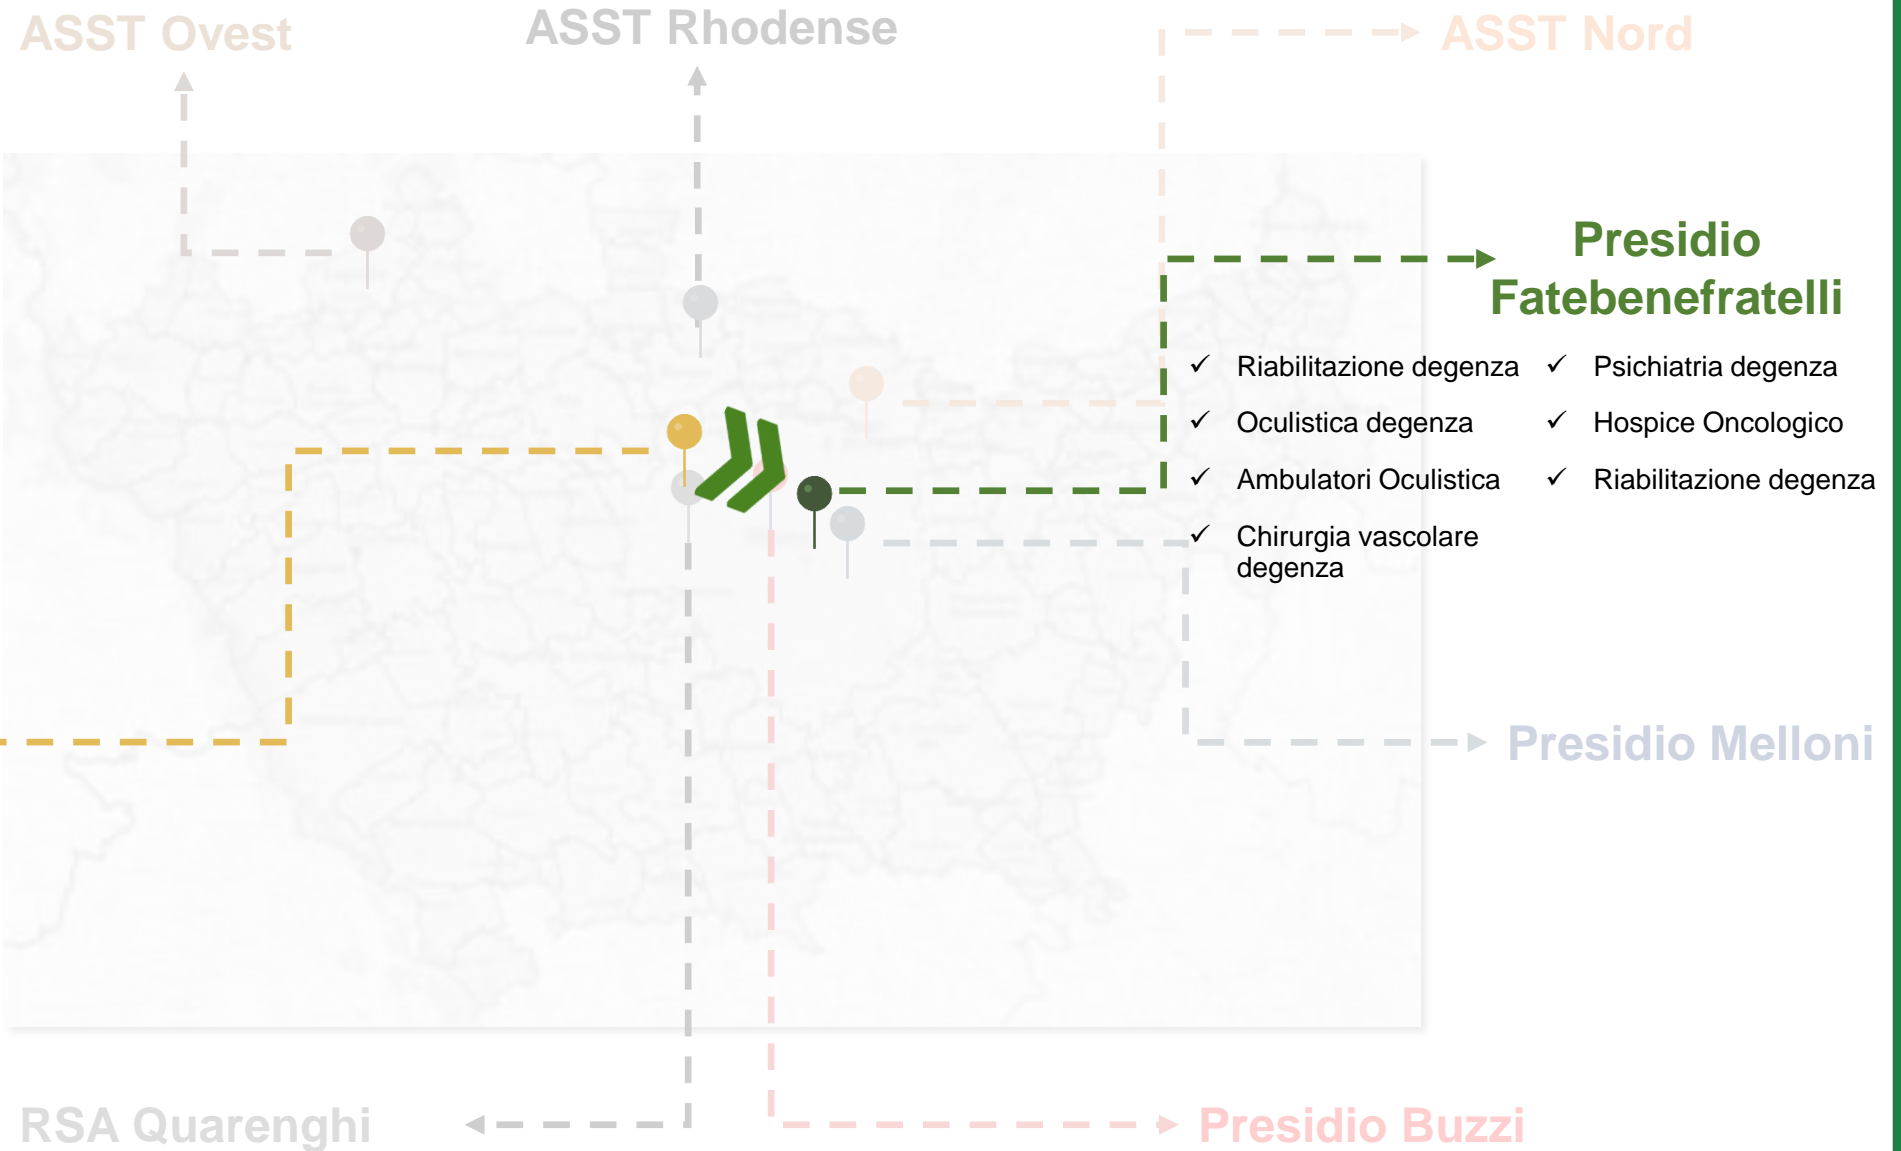 ASST Ovest
ASST Rhodense
ASST Nord
Presidio
Fatebenefratelli
✓ Riabilitazione degenza
✓ Oculistica degenza
✓ Ambulatori Oculistica
✓ Chirurgia vascolare
degenza
✓ Psichiatria degenza
✓ Hospice Oncologico
✓ Riabilitazione degenza
Presidio Melloni
RSA Quarenghi
Presidio Buzzi